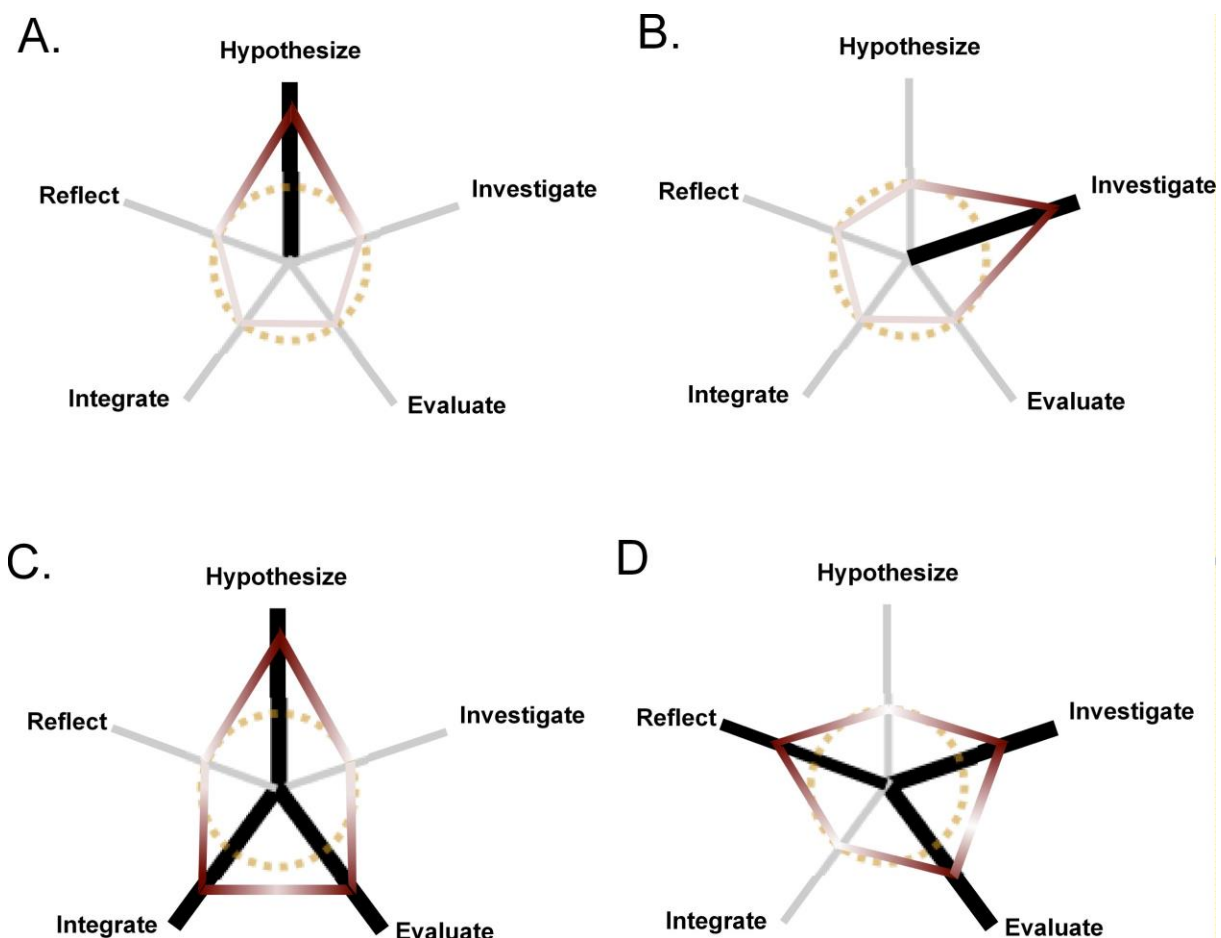 A.
Hypothesize
Reflect
Investigate
Integrate
Evaluate
B.
Hypothesize
Reflect
Investigate
Integrate
Evaluate
C.
Hypothesize
Reflect
Investigate
Integrate
Evaluate
D
Hypothesize
Reflect
Investigate
Integrate
Evaluate